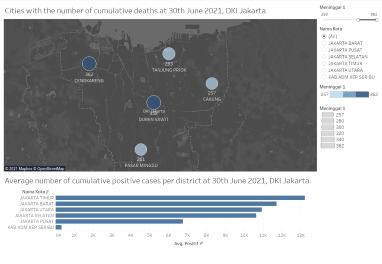 Cities with the number of cumulative deaths at 30th June 2021, DKI Jakarta
283
TANJUNG PRIOK
362
CENGKARENG
257
CAKUNG
DUREN SAWIT
261
PASAR MINGGU
© 2021 Mapbox © OpenStreetMap
Meninggal 1
Nama Kota
(All)
JAKARTA BARAT
JAKARTA PUSAT
JAKARTA SELATAN
JAKARTA TIMUR
JAKARTA UTARA
KAB.ADM.KEP.SERIBU
Meninggal 1
257
362
Meninggal 1
257
280
300
320
340
362
Average number of cumulative positive cases per district at 30th June 2021, DKI Jakarta.
Nama Kota
JAKARTA TIMUR
JAKARTA BARAT
JAKARTA UTARA
JAKARTA SELATAN
JAKARTA PUSAT
KAB.ADM.KEP.SERIBU
0K 1K 2K 3K 4K 5K 6K 7K 8K 9K 10K 11K 12K 13K
Avg. Positif